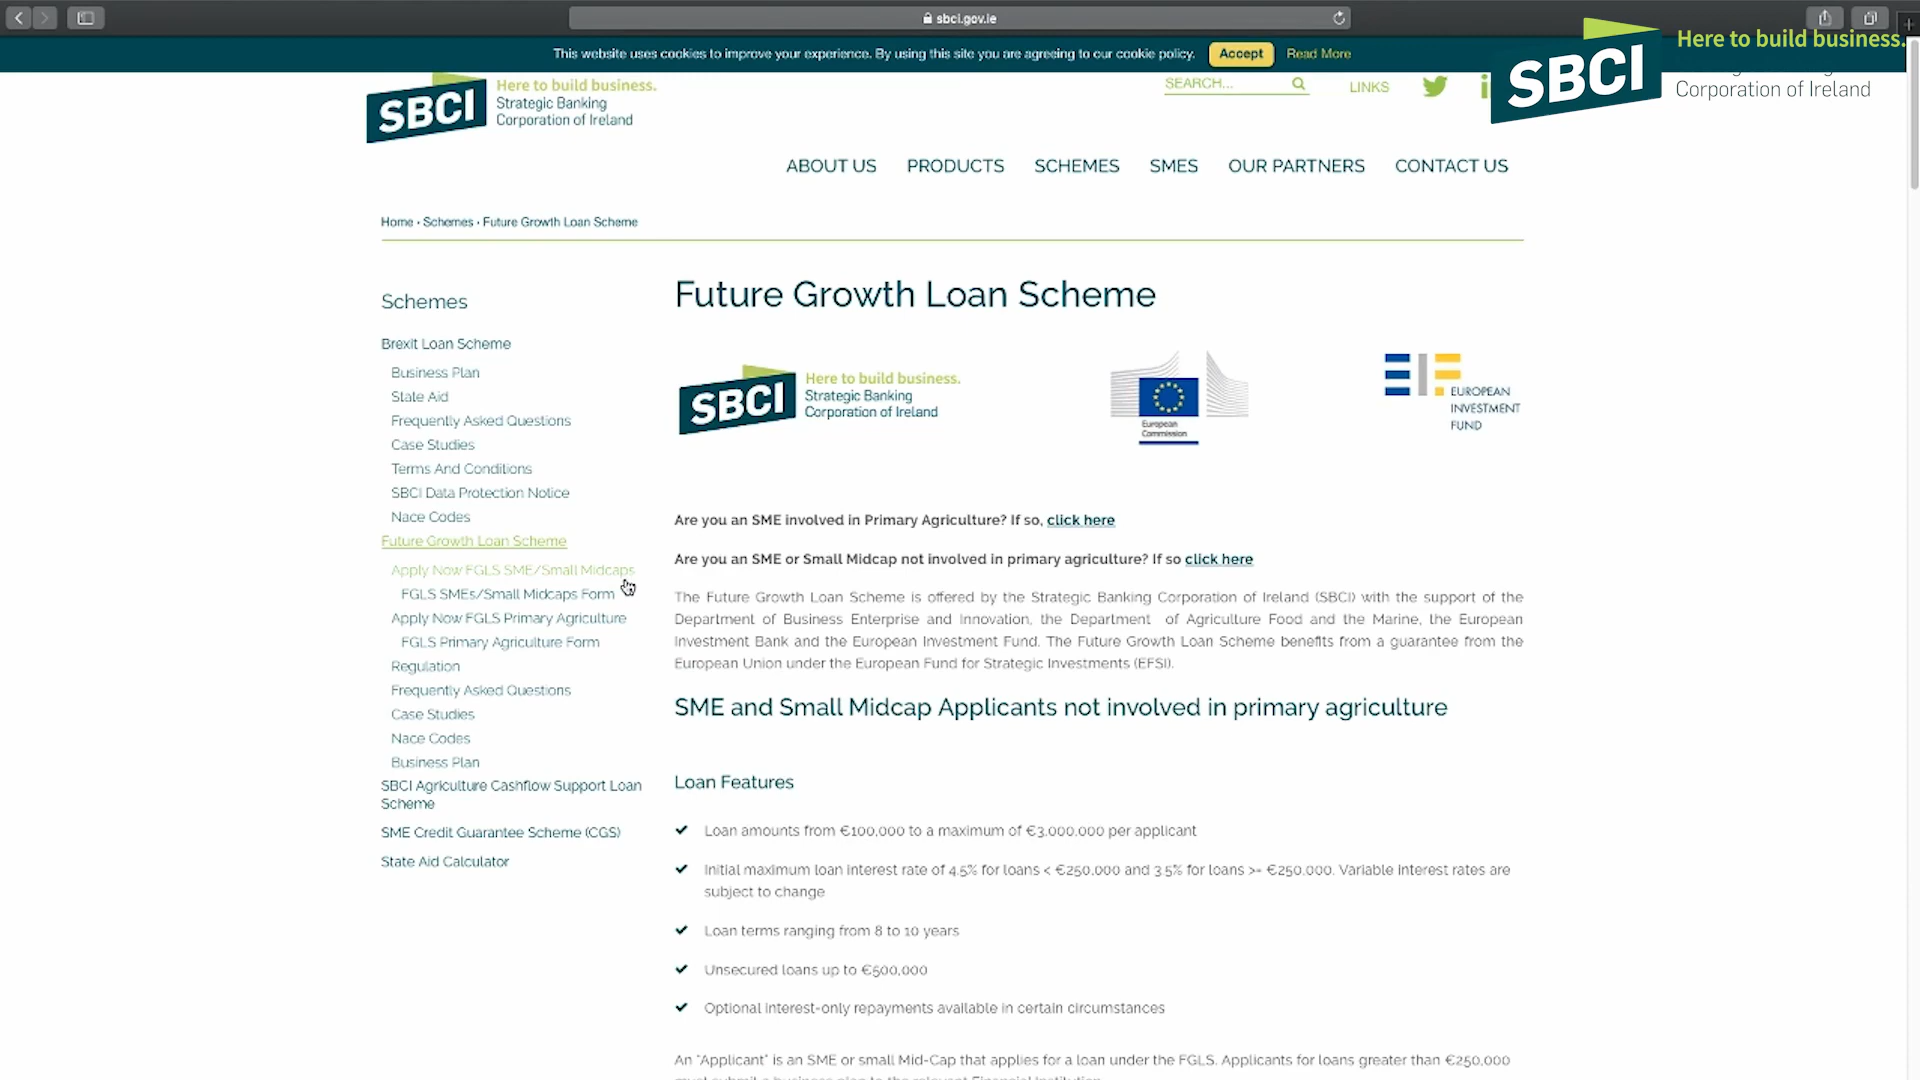 sbci.gov.ie
This website uses cookies to improve your experience. By using this site you are agreeing to our cookie policy. Accept Read More
SBCI Here to build business.
Corporation of Ireland
SBCI Here to build business.
Strategic Banking
Corporation of Ireland
SEARCH... LINKS
ABOUT US PRODUCTS SCHEMES SMES OUR PARTNERS CONTACT US
Home • Schemes • Future Growth Loan Scheme
Schemes
Brexit Loan Scheme
Business Plan
State Aid
Frequently Asked Questions
Case Studies
Terms And Conditions
SBCI Data Protection Notice
Nace Codes
Future Growth Loan Scheme
Apply Now FGLS SME/Small Midcaps
FGLS SMEs/Small Midcaps Form
Apply Now FGLS Primary Agriculture
FGLS Primary Agriculture Form
Regulation
Frequently Asked Questions
Case Studies
Nace Codes
Business Plan
SBCI Agriculture Cashflow Support Loan
Scheme
SME Credit Guarantee Scheme (CGS)
State Aid Calculator
Future Growth Loan Scheme
SBCI Here to build business.
Strategic Banking
Corporation of Ireland
European
Commission
EUROPEAN
INVESTMENT
FUND
Are you an SME involved in Primary Agriculture? If so, click here
Are you an SME or Small Midcap not involved in primary agriculture? If so click here
The Future Growth Loan Scheme is offered by the Strategic Banking Corporation of Ireland (SBCI) with the support of the
Department of Business Enterprise and Innovation, the Department of Agriculture Food and the Marine, the European
Investment Bank and the European Investment Fund. The Future Growth Loan Scheme benefits from a guarantee from the
European Union under the European Fund for Strategic Investments (EFSI).
SME and Small Midcap Applicants not involved in primary agriculture
Loan Features
Loan amounts from €100,000 to a maximum of €3,000,000 per applicant
Initial maximum loan interest rate of 4.5% for loans < €250,000 and 3.5% for loans >= €250,000. Variable interest rates are
subject to change
Loan terms ranging from 8 to 10 years
Unsecured loans up to €500,000
Optional interest-only repayments available in certain circumstances
An "Applicant" is an SME or small Mid-Cap that applies for a loan under the FGLS. Applicants for loans greater than €250,000
must submit a business plan to the relevant Financial Institution